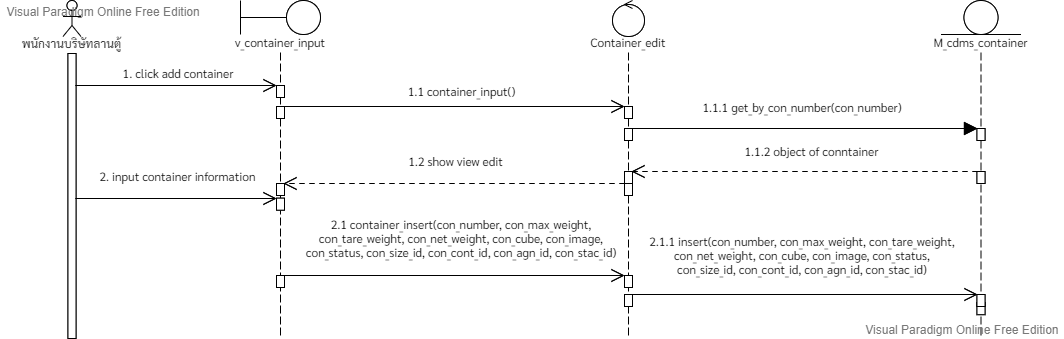 Visual Paradigm Online Free Edition
พนักงานบริษัทลานตู้
v_container_input
Container_edit
M_cdms_container
1. click add container
1.1 container_input()
1.1.1 get_by_con_number(con_number)
1.1.2 object of conntainer
1.2 show view edit
2. input container information
2.1 container_insert(con_number, con_max_weight,
con_tare_weight, con_net_weight, con_cube, con_image,
con_status, con_size_id, con_cont_id, con_agn_id, con_stac_id)
2.1.1 insert(con_number, con_max_weight, con_tare_weight,
con_net_weight, con_cube, con_image, con_status,
con_size_id, con_cont_id, con_agn_id, con_stac_id)
Visual Paradigm Online Free Edition